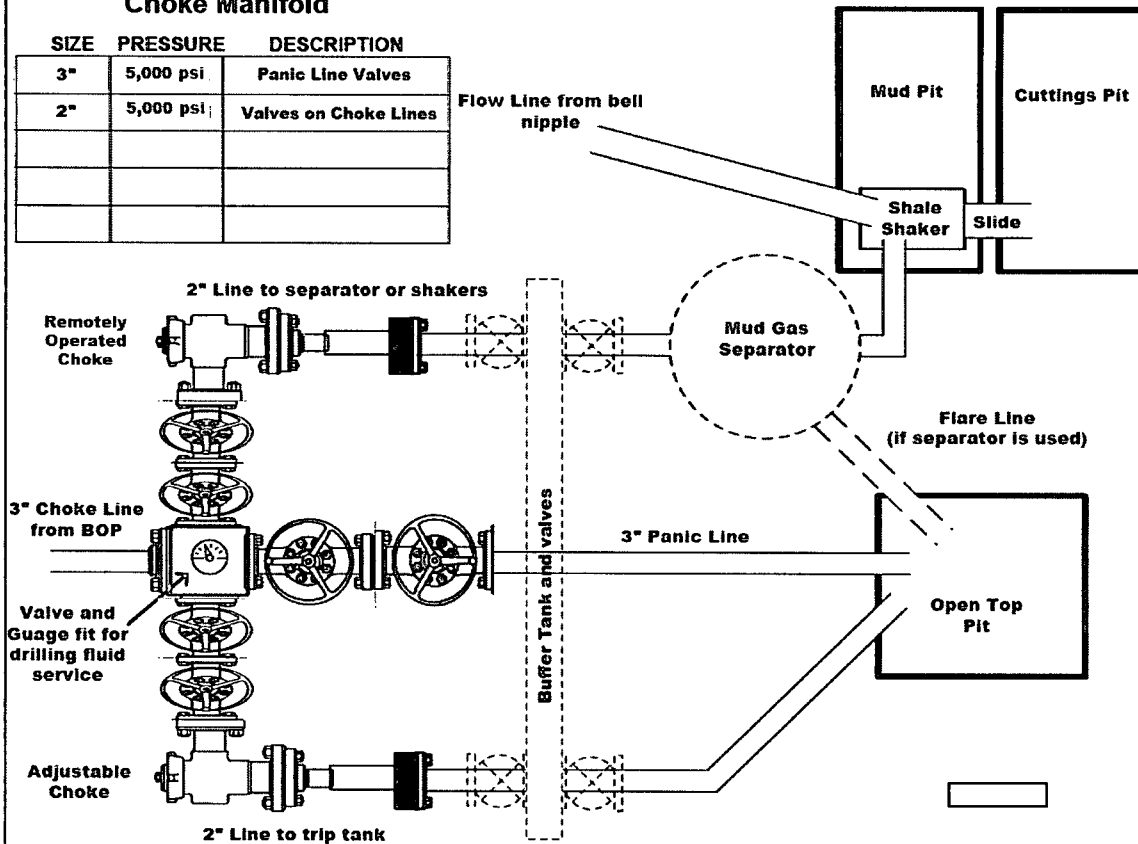 Choke Manifold
SIZE PRESSURE DESCRIPTION
3" 5,000 psi Panic Line Valves
2" 5,000 psi Valves on Choke Lines
Flow Line from bell
nipple
Mud Pit
Cuttings Pit
Shale
Shaker
Slide
2" Line to separator or shakers
Remotely
Operated
Choke
Mud Gas
Separator
Flare Line
(if separator is used)
3" Choke Line
from BOP
3" Panic Line
Buffer Tank and valves
Open Top
Pit
Valve and
Guage fit for
drilling fluid
service
Adjustable
Choke
2" Line to trip tank